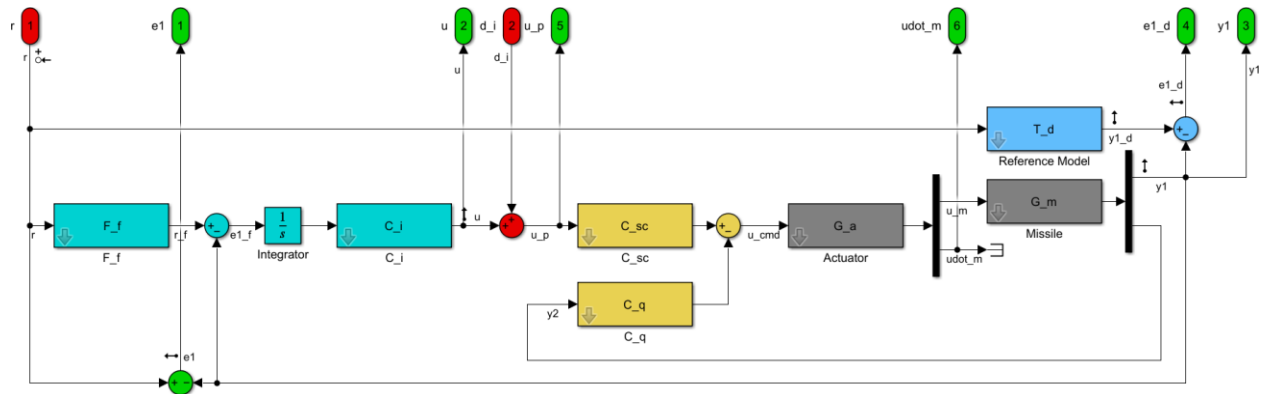 r 1
e1 1
u 2
d_i 2
u_p 5
udot_m 6
e1_d 4
y1 3
r
u
d_i
e1_d
y1
T_d
y1_d
Reference Model
y1
F_f
r
r_f
F_f
e1_f
1
s
Integrator
C_i
C_i
u
u_p
C_sc
C_sc
u_cmd
G_a
Actuator
u_m
udot_m
G_m
Missile
y2
C_q
C_q
e1